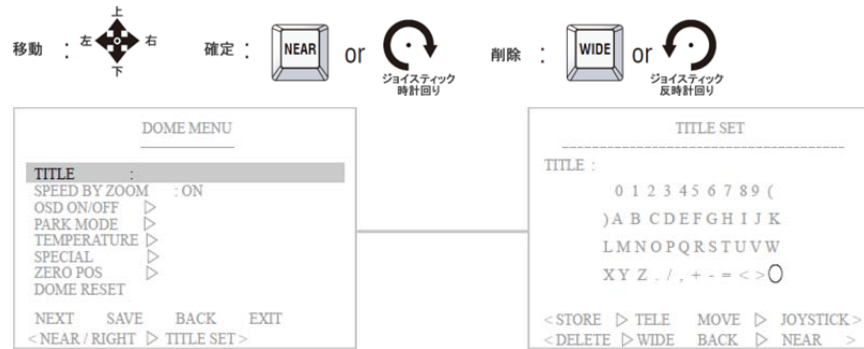 上
移動 : 左 右 確定 : NEAR or 削除 : WIDE or
下
ジョイスティック
時計回り
ジョイスティック
反時計回り
DOME MENU
TITLE :
SPEED BY ZOOM : ON
OSD ON/OFF ▷
PARK MODE ▷
TEMPERATURE ▷
SPECIAL ▷
ZERO POS ▷
DOME RESET
NEXT SAVE BACK EXIT
< NEAR / RIGHT ▷ TITLE SET >
TITLE SET
TITLE :
0 1 2 3 4 5 6 7 8 9 (
) A B C D E F G H I J K
L M N O P Q R S T U V W
X Y Z . / , + - = < >
< STORE ▷ TELE MOVE ▷ JOYSTICK >
< DELETE ▷ WIDE BACK ▷ NEAR >